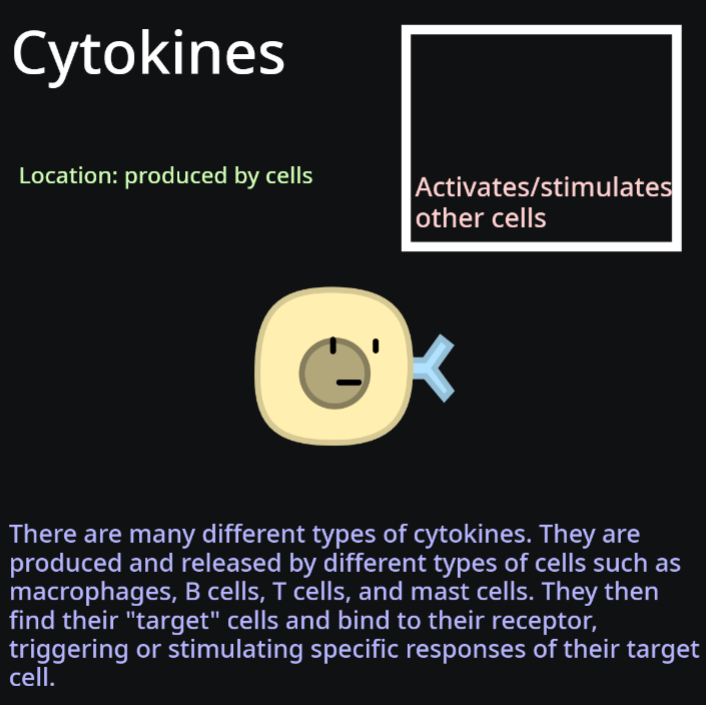 Cytokines
Location: produced by cells
Activates/stimulates
other cells
There are many different types of cytokines. They are
produced and released by different types of cells such as
macrophages, B cells, T cells, and mast cells. They then
find their "target" cells and bind to their receptor,
triggering or stimulating specific responses of their target
cell.